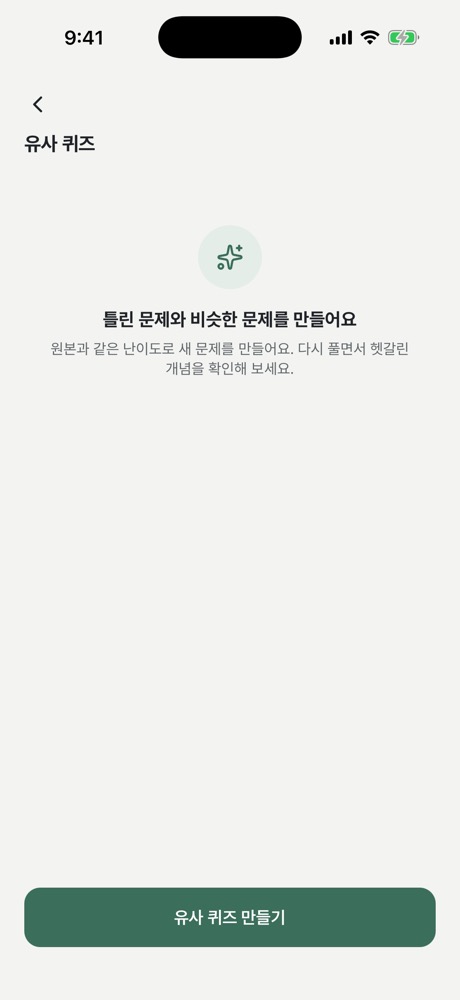 9:41
유사 퀴즈
틀린 문제와 비슷한 문제를 만들어요
원본과 같은 난이도로 새 문제를 만들어요. 다시 풀면서 헷갈린
개념을 확인해 보세요.
유사 퀴즈 만들기